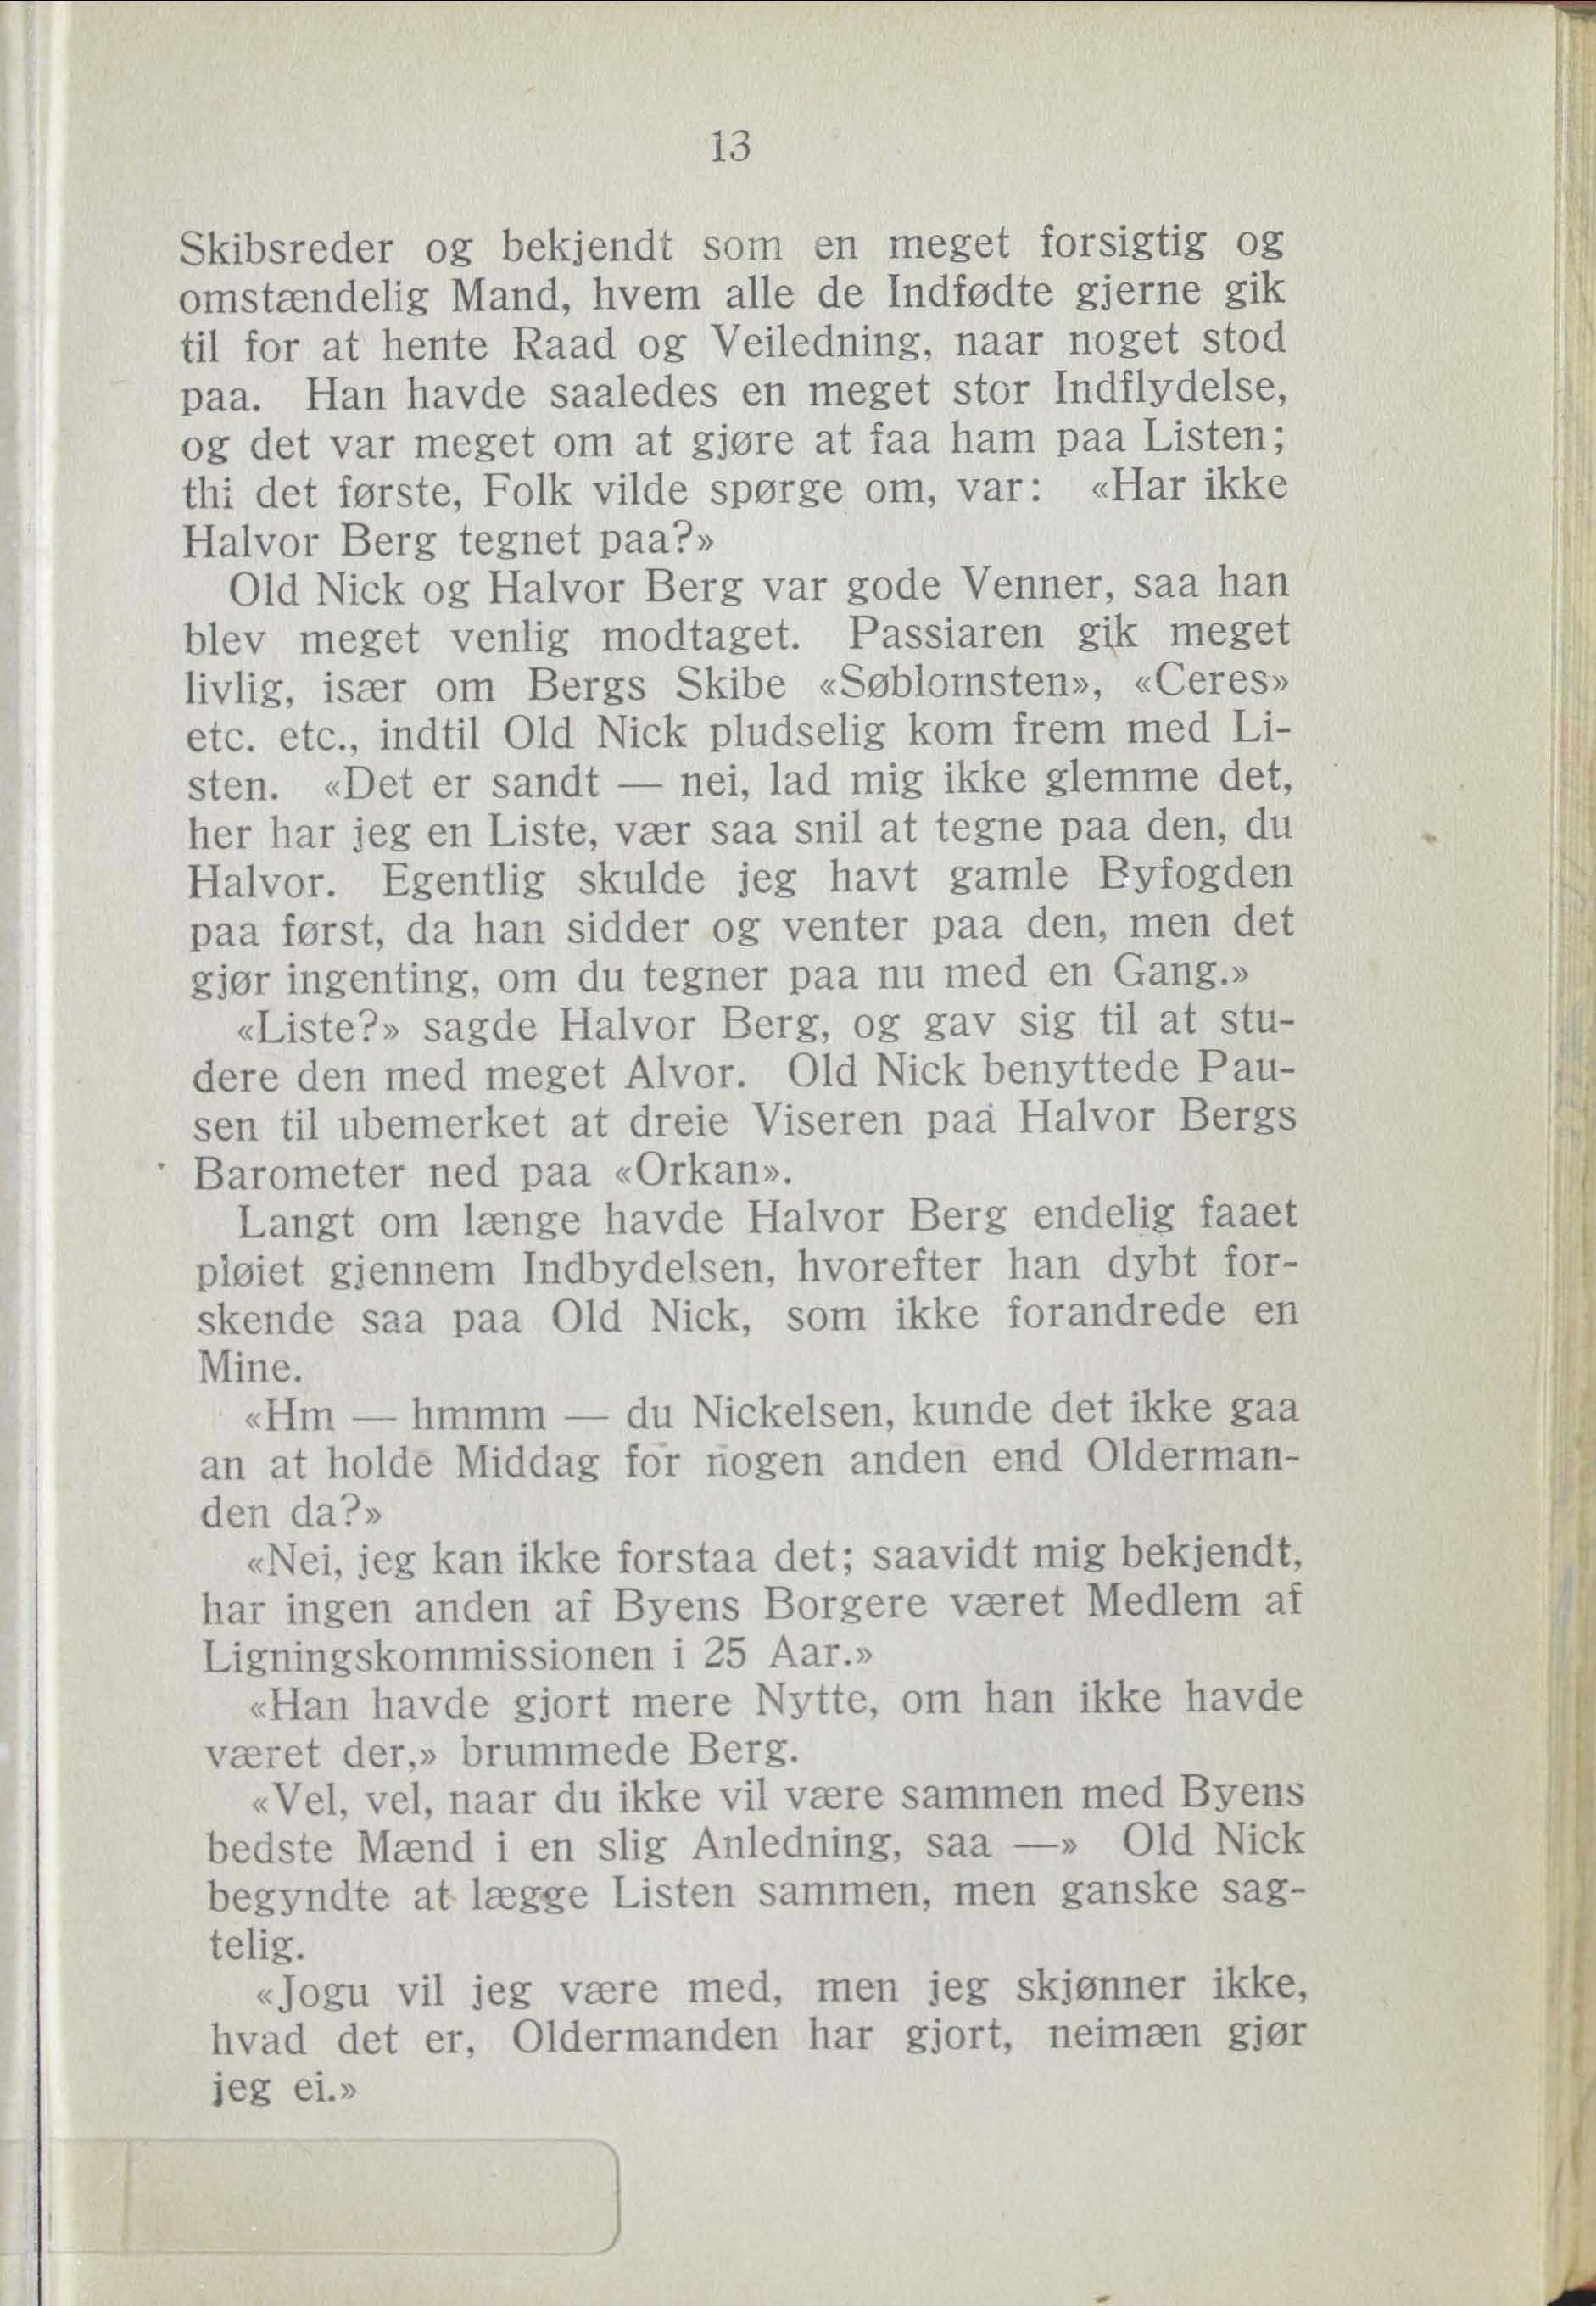 13
Skibsreder og bekjendt som en meget forsigtig og
omstændelig Mand, hvem alle de Indfødte gjerne gik
til for at hente Raad og Veiledning, naar noget stod
paa. Han havde saaledes en meget stor Indflydelse,
og det var meget om at gjøre at faa ham paa Listen;
thi det første, Folk vilde spørge om, var: «Har ikke
Halvor Berg tegnet paa?»
Old Nick og Halvor Berg var gode Venner, saa han
blev meget venlig modtaget. Passiaren gik meget
livlig, især om Bergs Skibe «Søblomsten», «Ceres»
etc. etc., indtil Old Nick pludselig kom frem med Li-
sten. «Det er sandt — nei, lad mig ikke glemme det,
her har jeg en Liste, vær saa snil at tegne paa den, du
Halvor. Egentlig skulde jeg havt gamle Byfogden
paa først, da han sidder og venter paa den, men det
gjør ingenting, om du tegner paa nu med en Gang.»
«Liste?» sagde Halvor Berg, og gav sig til at stu-
dere den med meget Alvor. Old Nick benyttede Pau-
sen til ubemerket at dreie Viseren paa Halvor Bergs
Barometer ned paa «Orkan».
Langt om længe havde Halvor Berg endelig faaet
pløiet gjennem Indbydelsen, hvorefter han dybt for-
skende saa paa Old Nick, som ikke forandrede en
Mine.
«Hm — hmmm — du Nickelsen, kunde det ikke gaa
an at holde Middag for nogen anden end Olderman-
den da?»
«Nei, jeg kan ikke forstaa det; saavidt mig bekjendt,
har ingen anden af Byens Borgere været Medlem af
Ligningskommissionen i 25 Aar.»
«Han havde gjort mere Nytte, om han ikke havde
været der,» brummede Berg.
«Vel, vel, naar du ikke vil være sammen med Byens
bedste Mænd i en slig Anledning, saa —» Old Nick
begyndte at lægge Listen sammen, men ganske sag-
telig.
«Jogu vil jeg være med, men jeg skjønner ikke,
hvad det er, Oldermanden har gjort, neimæn gjør
jeg ei.»